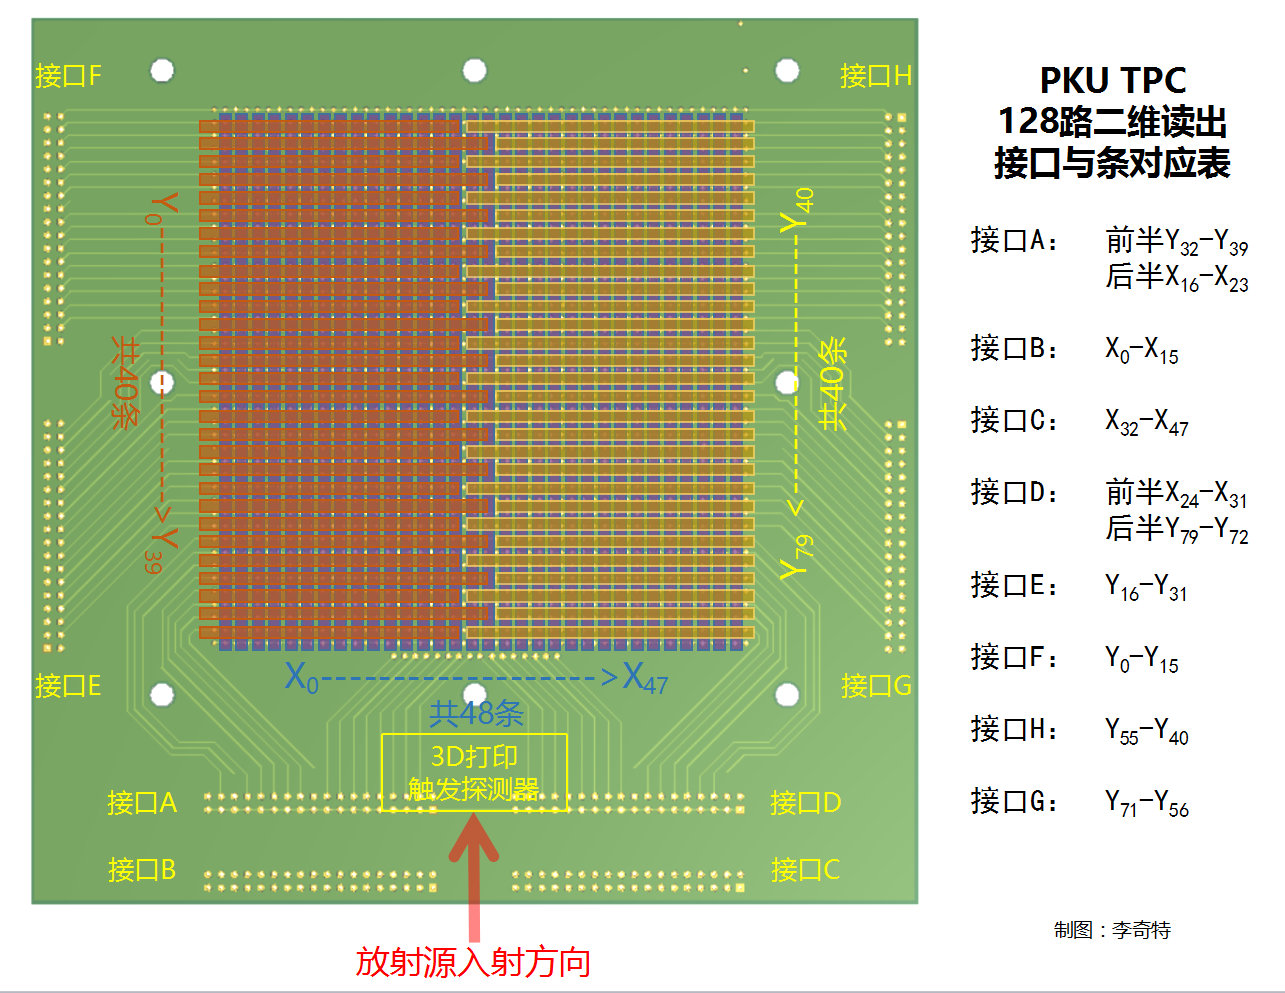 PKU TPC
128路二维读出
接口与条对应表
接口A： 前半Y32-Y39
后半X16-X23
接口B： X0-X15
接口C： X32-X47
接口D： 前半X24-X31
后半Y79-Y72
接口E： Y16-Y31
接口F： Y0-Y15
接口H： Y55-Y40
接口G： Y71-Y56
制图：李奇特
接口F
接口H
Y0-------->Y39
共40条
Y40-------->Y79
共40条
接口E
接口G
X0-------->X47
共48条
3D打印
触发探测器
接口A
接口D
接口B
接口C
放射源入射方向